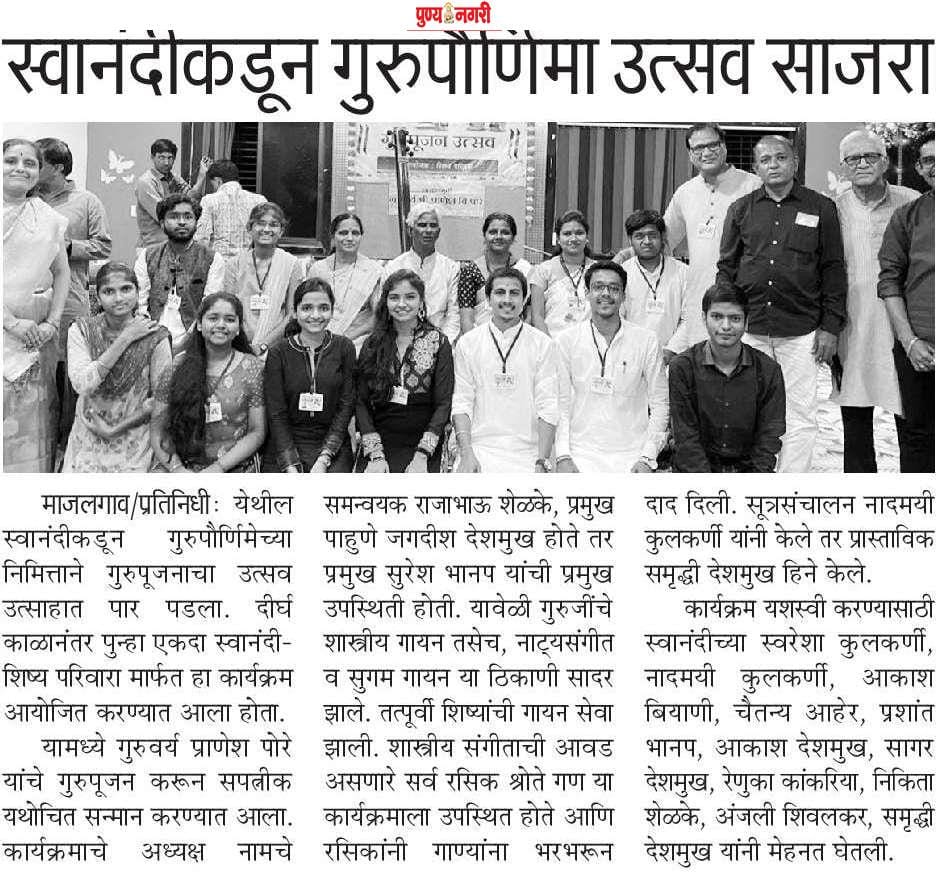 पुण्य नगरी
स्वानंदीकडून गुरुपौर्णिमा उत्सव साजरा
पूजन उत्सव
माजलगाव/प्रतिनिधी: येथील
स्वानंदीकडून गुरुपौर्णिमेच्या
निमित्ताने गुरुपूजनाचा उत्सव
उत्साहात पार पडला. दीर्घ
काळानंतर पुन्हा एकदा स्वानंदी-
शिष्य परिवारा मार्फत हा कार्यक्रम
आयोजित करण्यात आला होता.
यामध्ये गुरुवर्य प्राणेश पोरे
यांचे गुरुपूजन करून सपत्नीक
यथोचित सन्मान करण्यात आला.
कार्यक्रमाचे अध्यक्ष नामचे
समन्वयक राजाभाऊ शेळके, प्रमुख
पाहुणे जगदीश देशमुख होते तर
प्रमुख सुरेश भानप यांची प्रमुख
उपस्थिती होती. यावेळी गुरुजींचे
शास्त्रीय गायन तसेच, नाट्यसंगीत
व सुगम गायन या ठिकाणी सादर
झाले. तत्पूर्वी शिष्यांची गायन सेवा
झाली. शास्त्रीय संगीताची आवड
असणारे सर्व रसिक श्रोते गण या
कार्यक्रमाला उपस्थित होते आणि
रसिकांनी गाण्यांना भरभरून
दाद दिली. सूत्रसंचालन नादमयी
कुलकर्णी यांनी केले तर प्रास्ताविक
समृद्धी देशमुख हिने केले.
कार्यक्रम यशस्वी करण्यासाठी
स्वानंदीच्या स्वरेशा कुलकर्णी,
नादमयी कुलकर्णी, आकाश
बियाणी, चैतन्य आहेर, प्रशांत
भानप, आकाश देशमुख, सागर
देशमुख, रेणुका कांकरिया, निकिता
शेळके, अंजली शिवलकर, समृद्धी
देशमुख यांनी मेहनत घेतली.